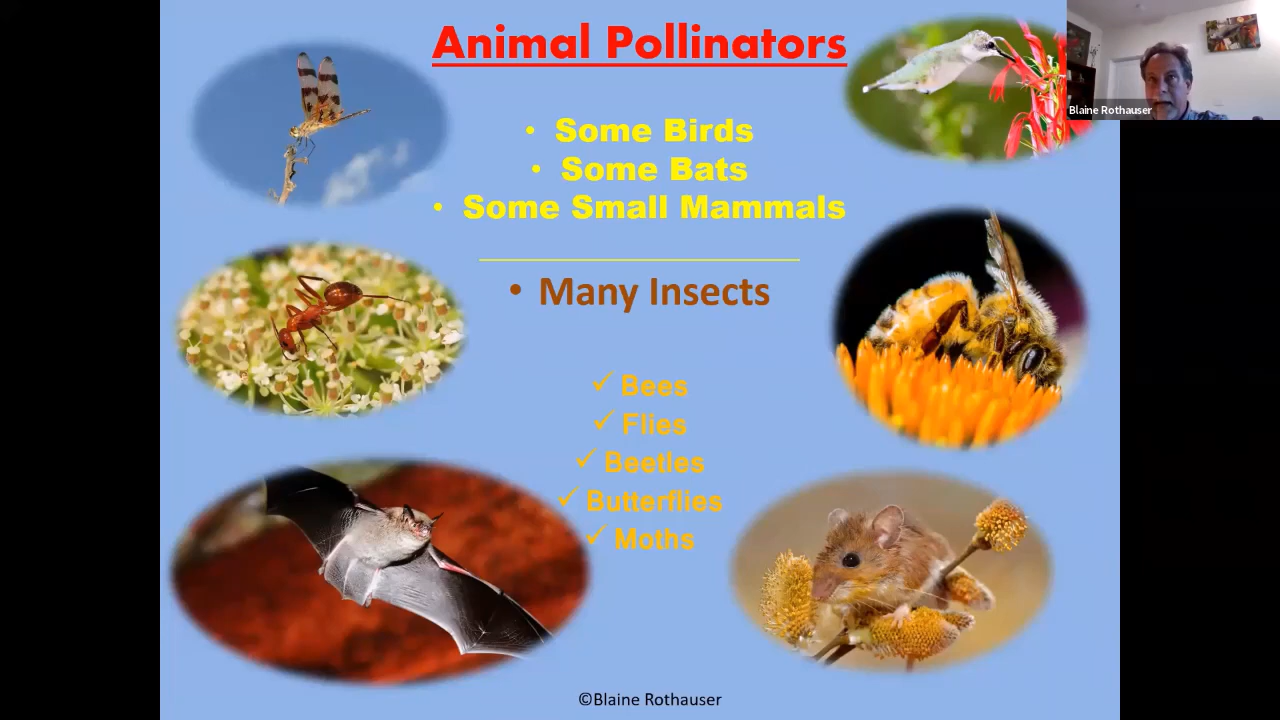 Animal Pollinators
• Some Birds
• Some Bats
• Some Small Mammals
• Many Insects
✓ Bees
✓ Flies
✓ Beetles
✓ Butterflies
✓ Moths
©Blaine Rothauser
Blaine Rothauser